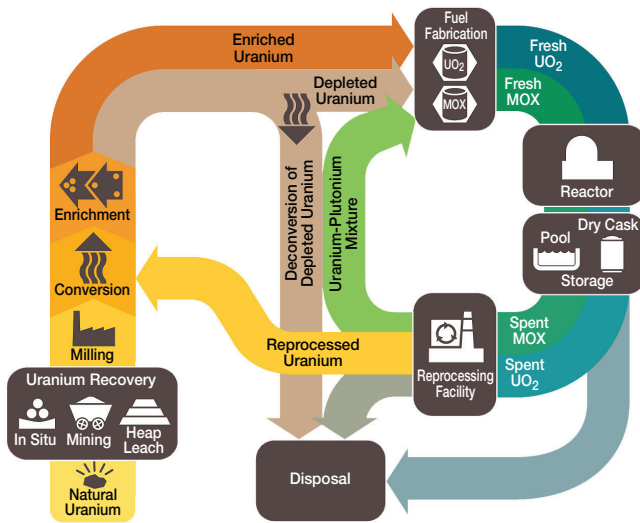 Enriched
Uranium
Depleted
Uranium
Fuel
Fabrication
UO2
MOX
Fresh
UO2
Fresh
MOX
Reactor
Dry Cask
Pool
Storage
Enrichment
Conversion
Milling
Uranium Recovery
In Situ
Mining
Heap
Leach
Natural
Uranium
Deconversion of
Depleted Uranium
Uranium-Plutonium
Mixture
Reprocessed
Uranium
Reprocessing
Facility
Spent
MOX
Spent
UO2
Disposal